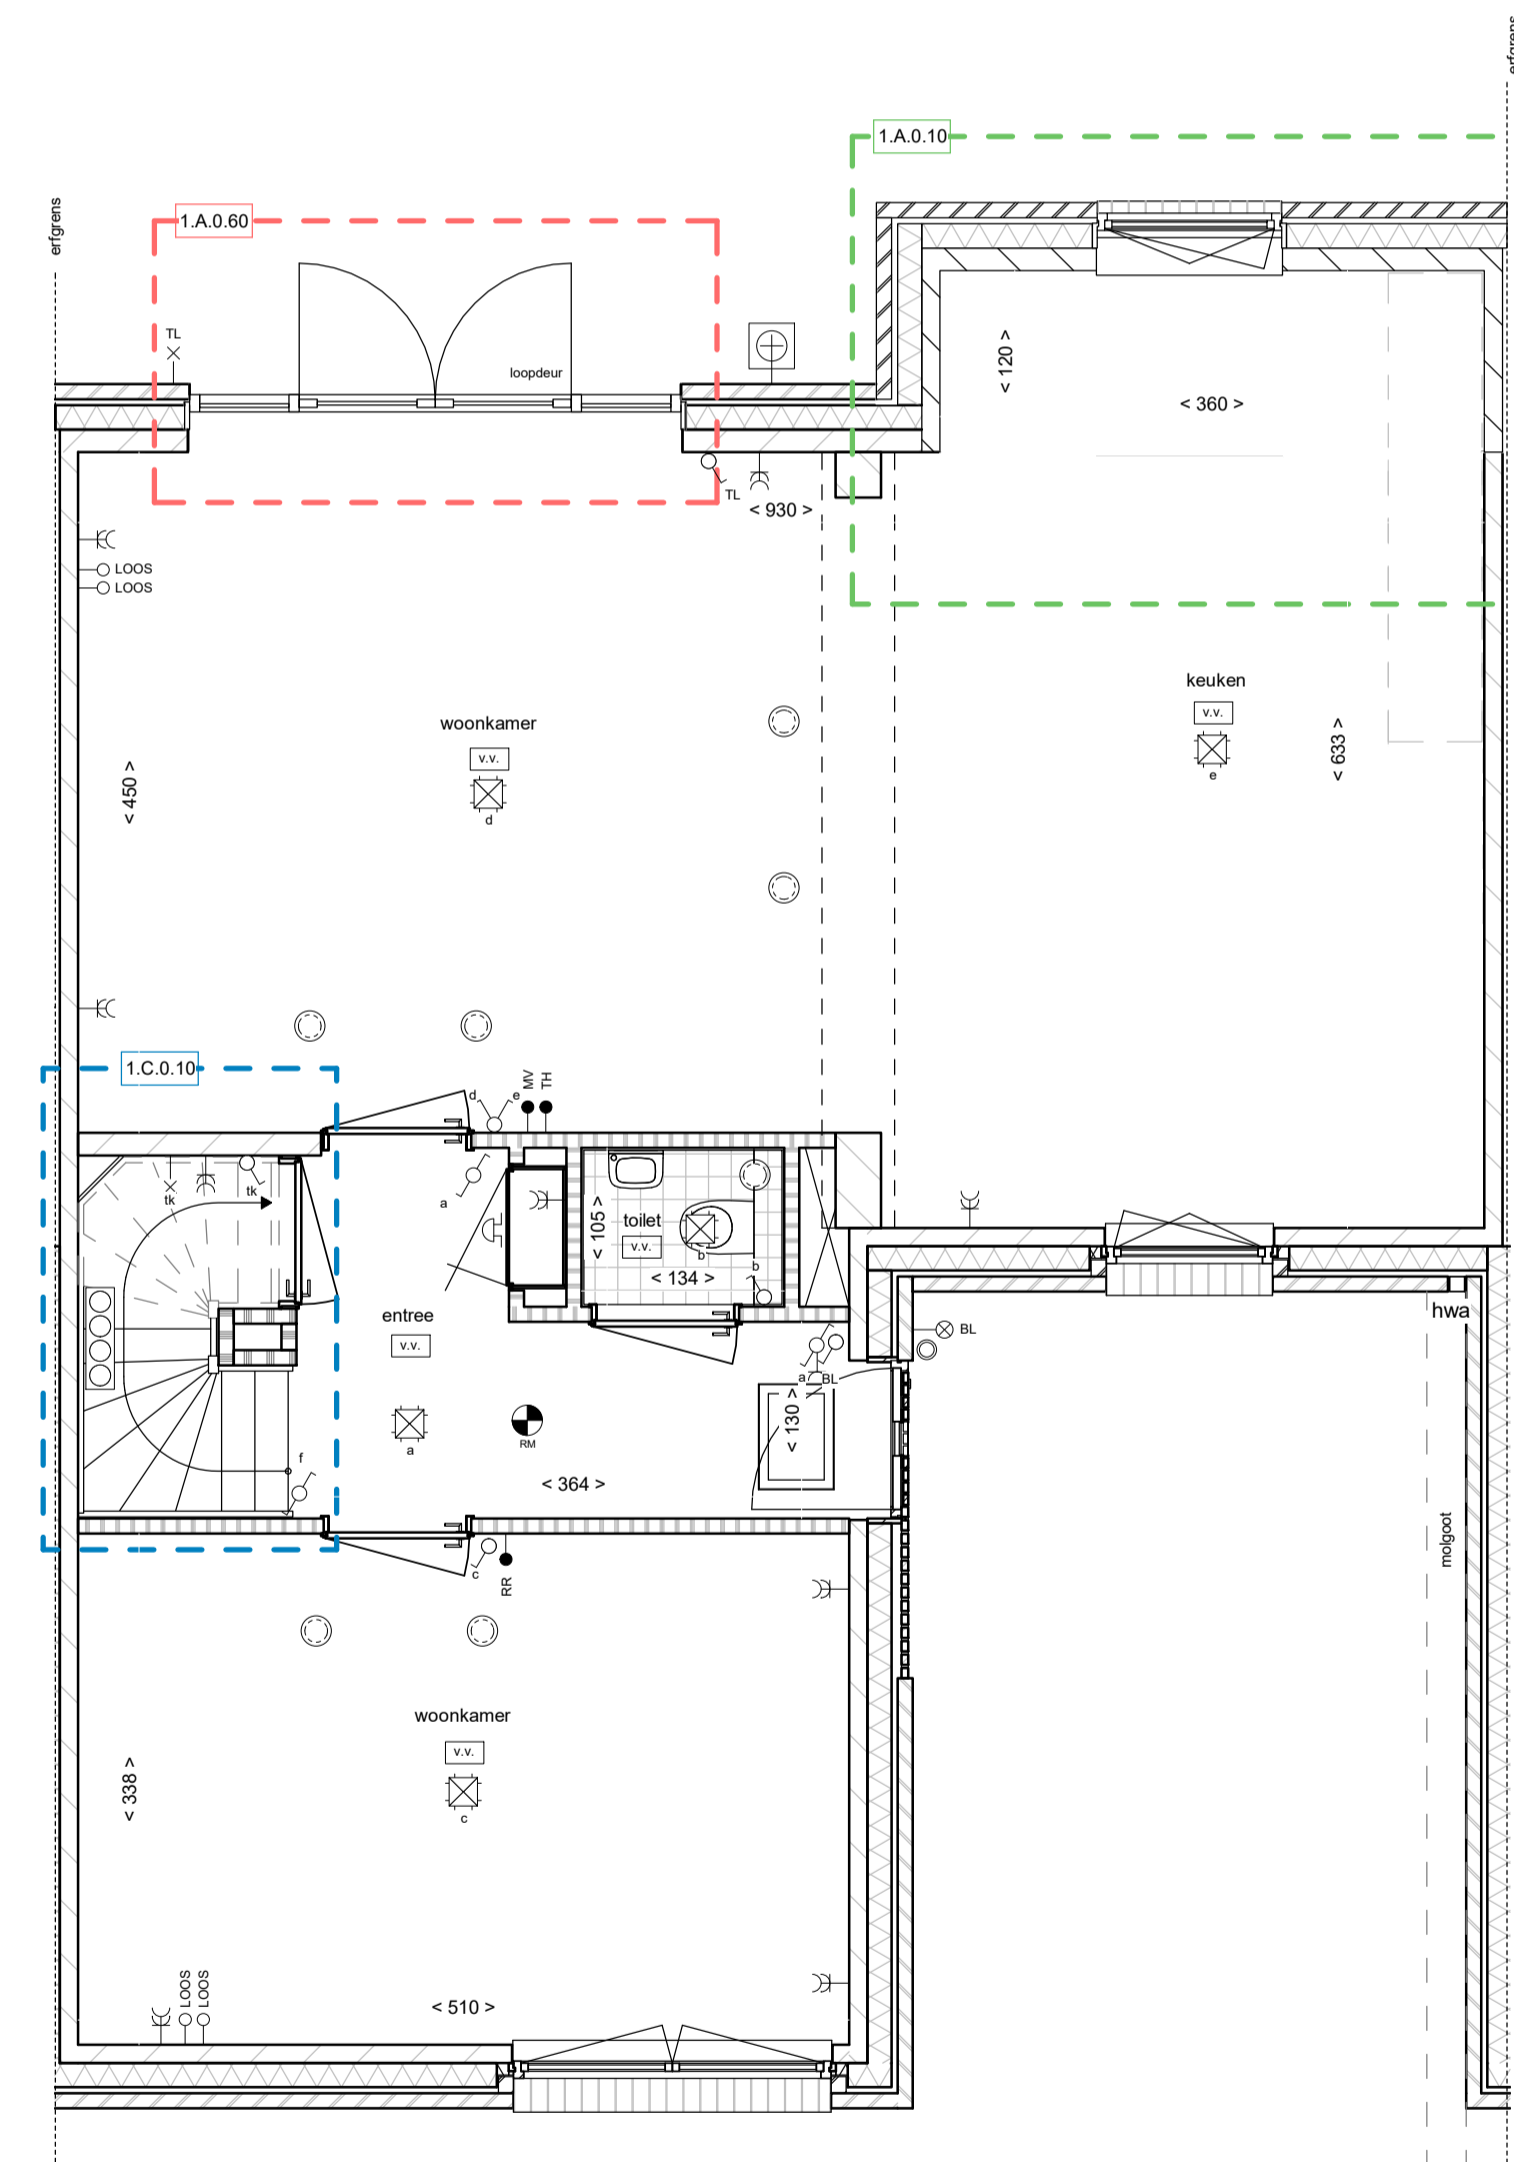 erfgrens
1.A.0.10
erfgrens
1.A.0.60
TL
loopdeur
< 120 >
< 360 >
TL
< 930 >
LOOS
LOOS
keuken
v.v.
e
< 633 >
woonkamer
v.v.
d
< 450 >
1.C.0.10
d
e
MV
TH
tk
tk
a
< 105 >
toilet
v.v.
b
b
< 134 >
entree
v.v.
hwa
BL
a
BL
< 130 >
a
RM
f
< 364 >
molgoot
c
RR
woonkamer
v.v.
c
< 338 >
LOOS
LOOS
< 510 >